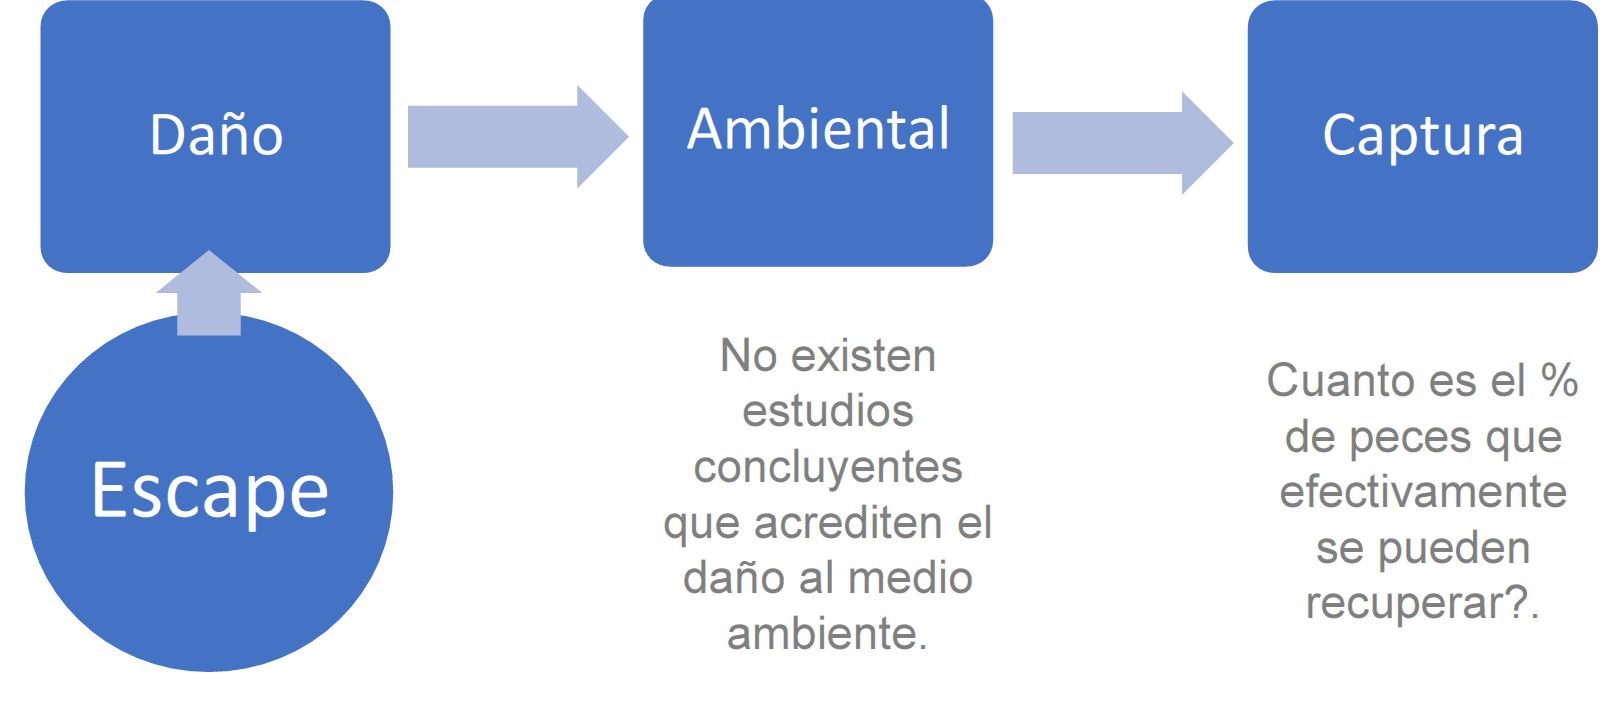 Daño
Ambiental
Captura
Escape
No existen
estudios
concluyentes
que acrediten el
daño al medio
ambiente.
Cuanto es el %
de peces que
efectivamente
se pueden
recuperar?.